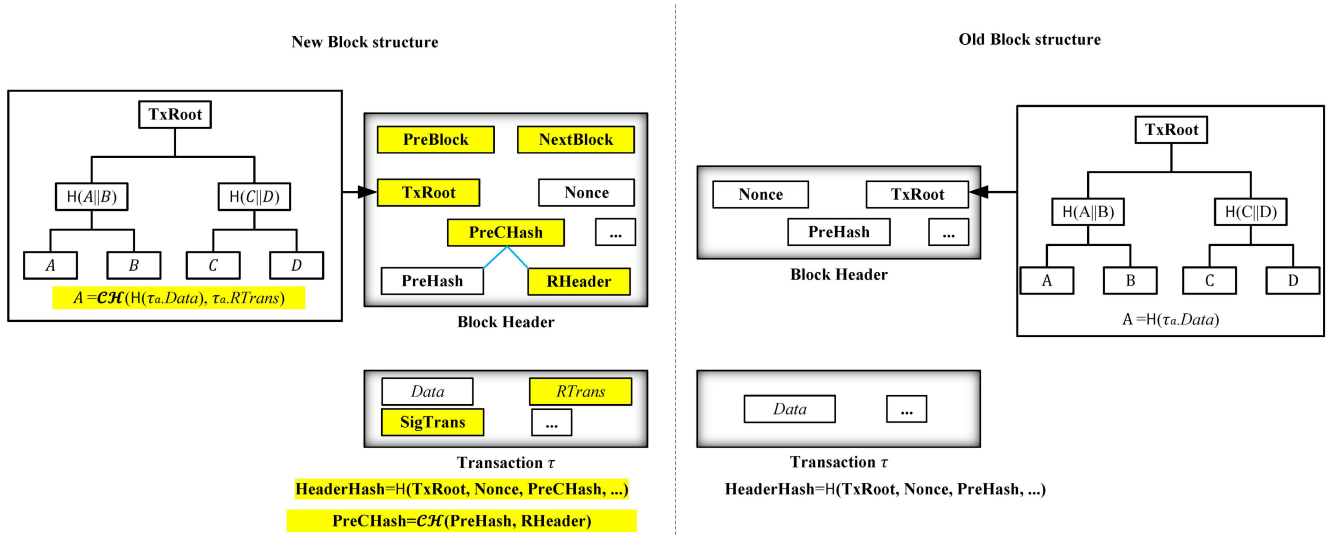 New Block structure
TxRoot
H(A||B) H(C||D)
A B C D
A =𝓒𝓗(H(τₐ.Data), τₐ.RTrans)
PreBlock NextBlock
TxRoot Nonce
PreCHash ...
PreHash RHeader
Block Header
Data RTrans
SigTrans ...
Transaction τ
HeaderHash=H(TxRoot, Nonce, PreCHash, ...)
PreCHash=𝓒𝓗(PreHash, RHeader)
Old Block structure
Nonce TxRoot
PreHash ...
Block Header
TxRoot
H(A||B) H(C||D)
A B C D
A =H(τₐ.Data)
Data ...
Transaction τ
HeaderHash=H(TxRoot, Nonce, PreHash, ...)